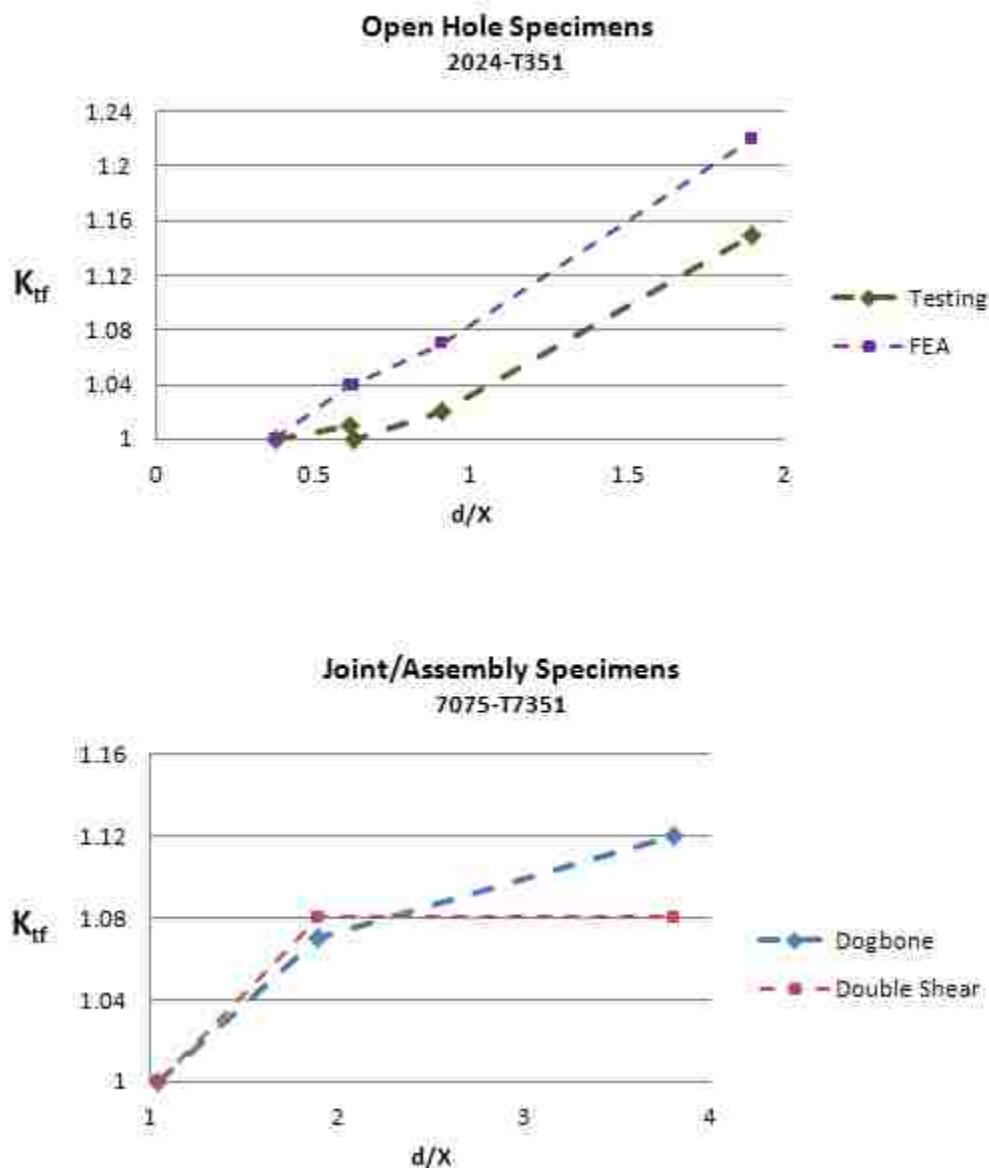 Open Hole Specimens
2024-T351
1.24
1.2
1.16
1.12
1.08
1.04
1
K_tf
0 0.5 1 1.5 2
d/X
Testing
FEA
Joint/Assembly Specimens
7075-T7351
1.16
1.12
1.08
1.04
1
K_tf
1 2 3 4
d/X
Dogbone
Double Shear